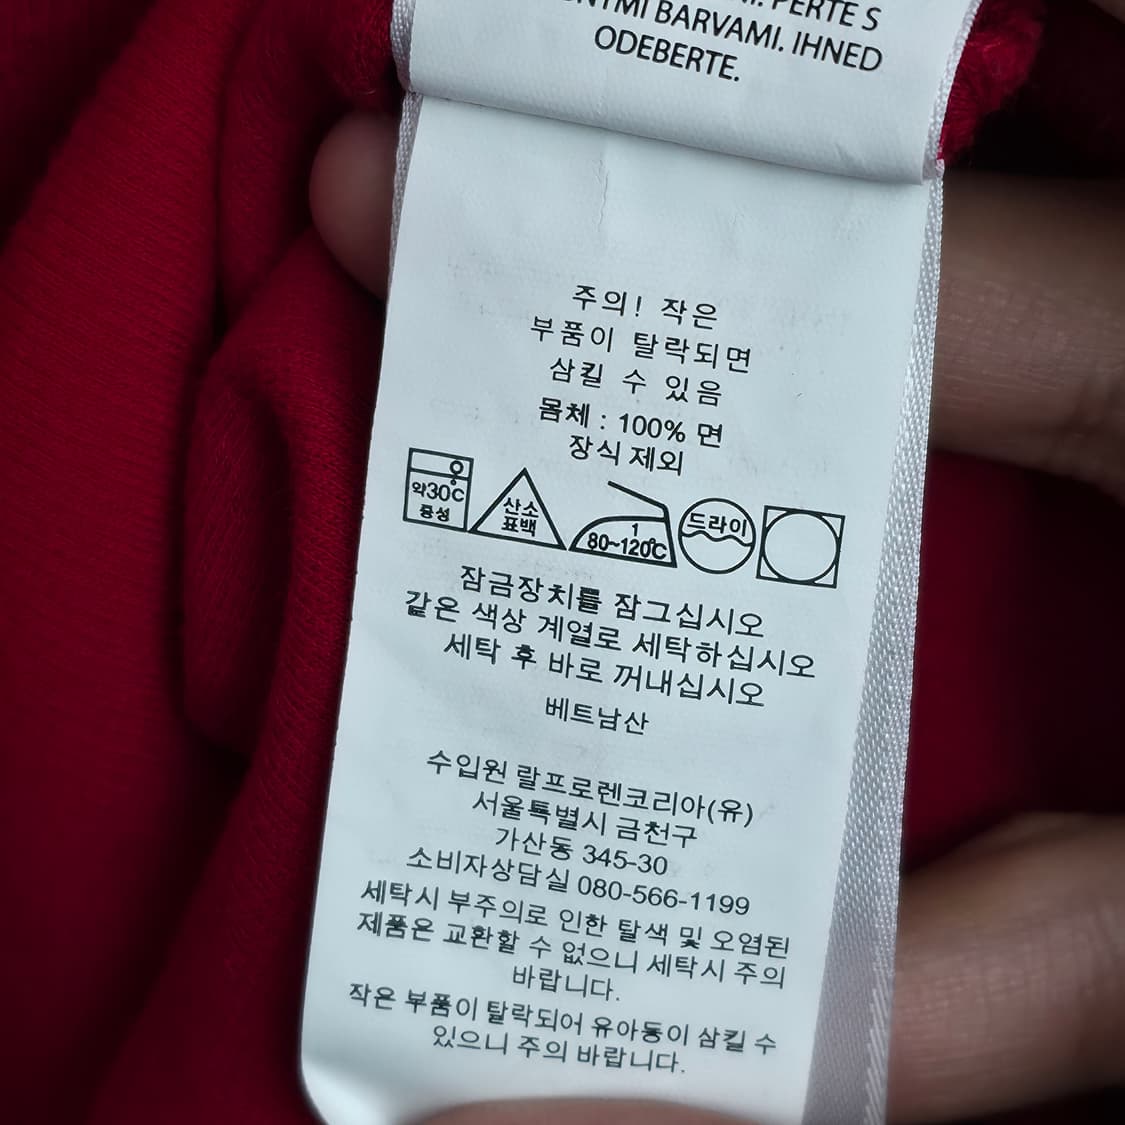 PERTE S
BARVAMI. IHNED
ODEBERTE.
주의! 작은
부품이 탈락되면
삼킬 수 있음
몸체 : 100% 면
장식 제외
약30℃
중성
산소
표백
1
80~120℃
드라이
잠금장치를 잠그십시오
같은 색상 계열로 세탁하십시오
세탁 후 바로 꺼내십시오
베트남산
수입원 랄프로렌코리아(유)
서울특별시 금천구
가산동 345-30
소비자상담실 080-566-1199
세탁시 부주의로 인한 탈색 및 오염된
제품은 교환할 수 없으니 세탁시 주의
바랍니다.
작은 부품이 탈락되어 유아동이 삼킬 수
있으니 주의 바랍니다.